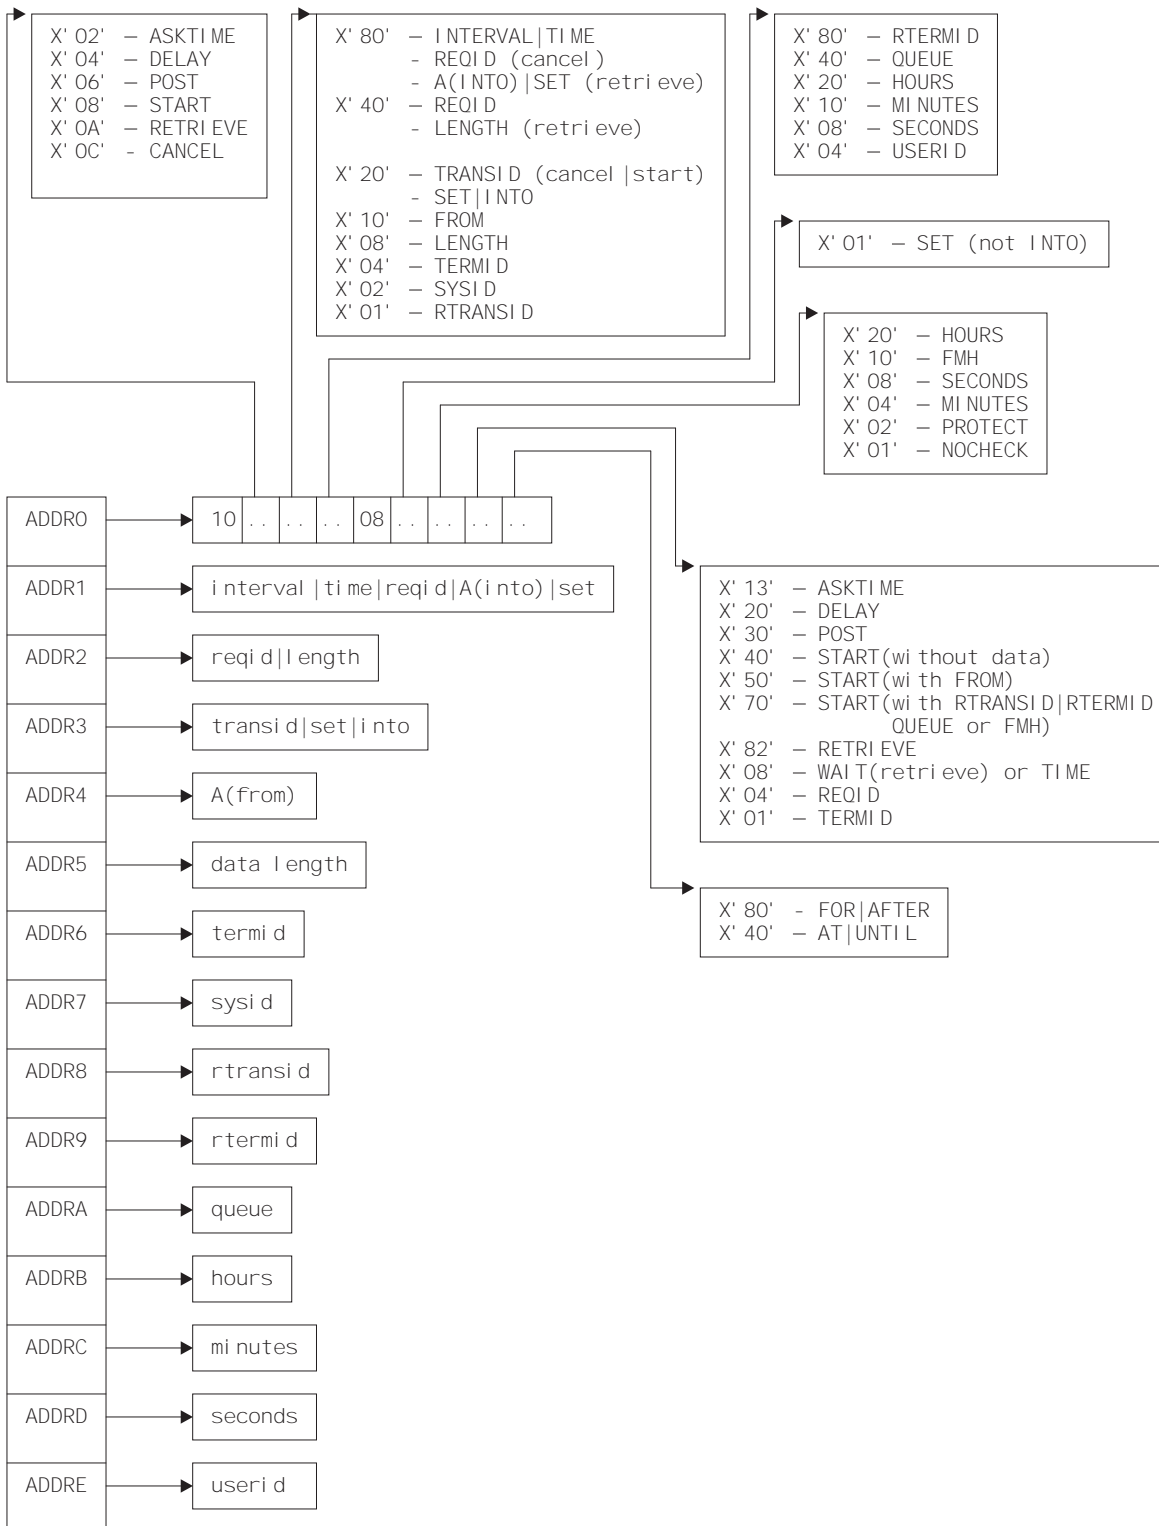 X'02' — ASKTIME
X'04' — DELAY
X'06' — POST
X'08' — START
X'0A' — RETRIEVE
X'0C' - CANCEL
X'80' — INTERVAL|TIME
- REQID (cancel)
- A(INTO)|SET (retrieve)
X'40' — REQID
- LENGTH (retrieve)
X'20' — TRANSID (cancel|start)
- SET|INTO
X'10' — FROM
X'08' — LENGTH
X'04' — TERMID
X'02' — SYSID
X'01' — RTRANSID
X'80' — RTERMID
X'40' — QUEUE
X'20' — HOURS
X'10' — MINUTES
X'08' — SECONDS
X'04' — USERID
X'01' — SET (not INTO)
X'20' — HOURS
X'10' — FMH
X'08' — SECONDS
X'04' — MINUTES
X'02' — PROTECT
X'01' — NOCHECK
ADDR0
10 .. .. .. 08 .. .. .. ..
ADDR1
interval|time|reqid|A(into)|set
ADDR2
reqid|length
ADDR3
transid|set|into
ADDR4
A(from)
ADDR5
data length
ADDR6
termid
ADDR7
sysid
ADDR8
rtransid
ADDR9
rtermid
ADDRA
queue
ADDRB
hours
ADDRC
minutes
ADDRD
seconds
ADDRE
userid
X'13' — ASKTIME
X'20' — DELAY
X'30' — POST
X'40' — START(without data)
X'50' — START(with FROM)
X'70' — START(with RTRANSID|RTERMID
QUEUE or FMH)
X'82' — RETRIEVE
X'08' — WAIT(retrieve) or TIME
X'04' — REQID
X'01' — TERMID
X'80' - FOR|AFTER
X'40' — AT|UNTIL